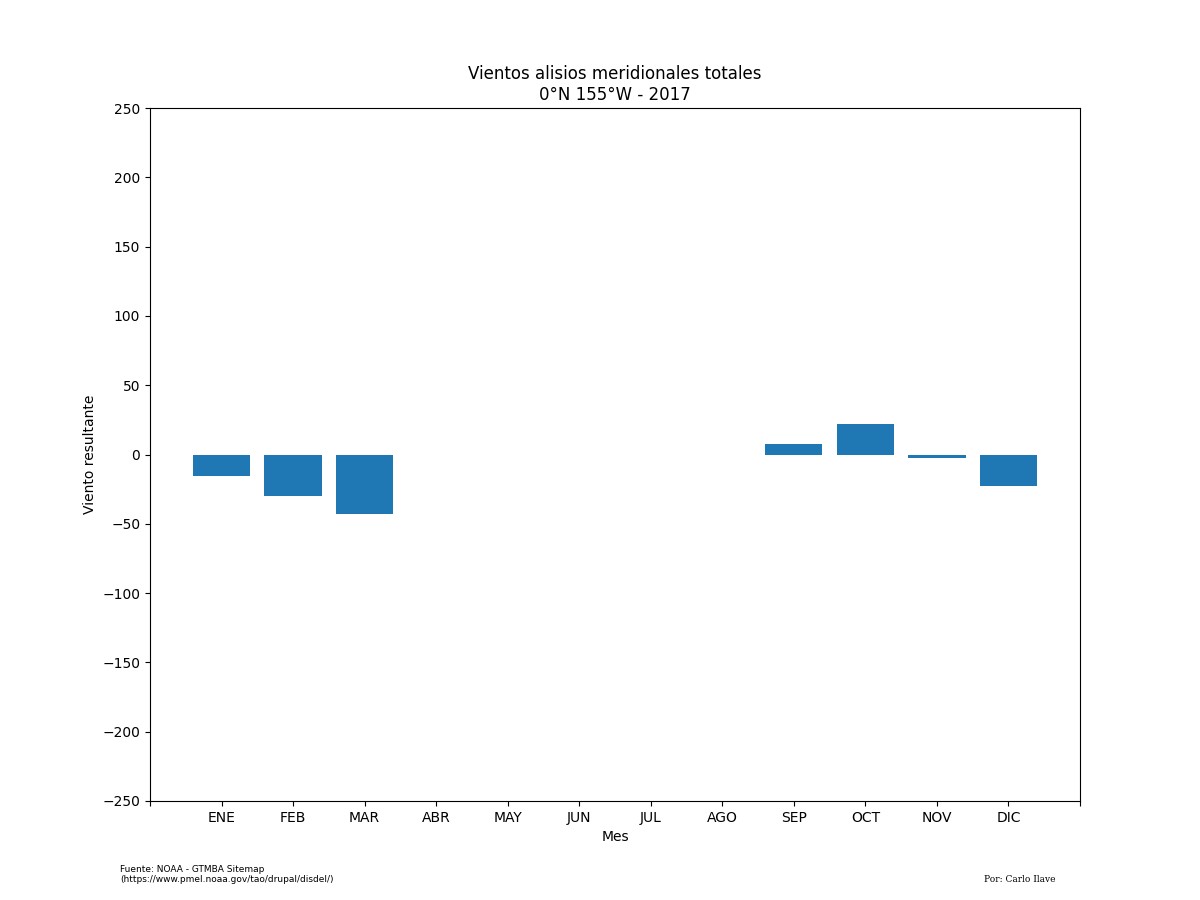 Vientos alisios meridionales totales
0°N 155°W - 2017
250
200
150
100
50
0
−50
−100
−150
−200
−250
Viento resultante
ENE FEB MAR ABR MAY JUN JUL AGO SEP OCT NOV DIC
Mes
Fuente: NOAA - GTMBA Sitemap
(https://www.pmel.noaa.gov/tao/drupal/disdel/)
Por: Carlo Ilave